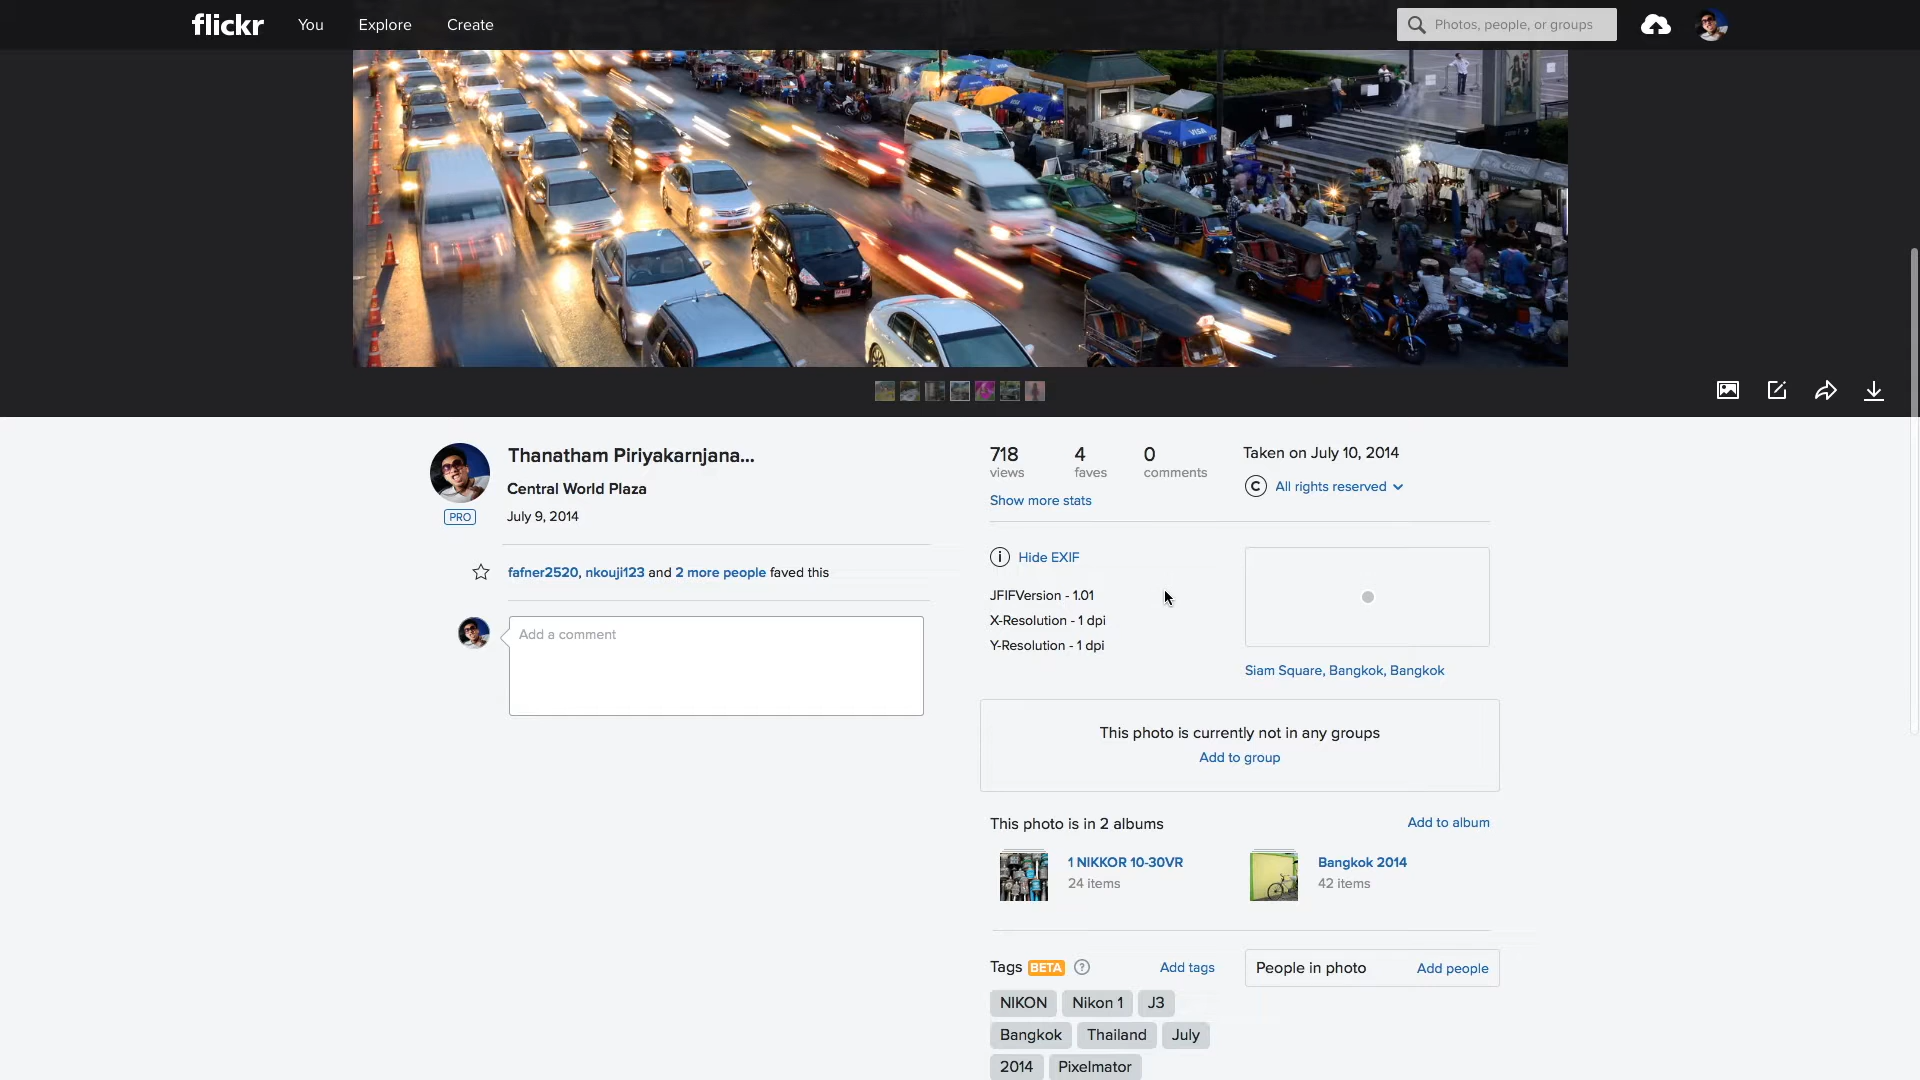 flickr You Explore Create Photos, people, or groups
VISA
Thanatham Piriyakarnjana...
Central World Plaza
PRO July 9, 2014
fafner2520, nkouji123 and 2 more people faved this
Add a comment
718 4 0
views faves comments
Show more stats
Taken on July 10, 2014
C All rights reserved
i Hide EXIF
JFIFVersion - 1.01
X-Resolution - 1 dpi
Y-Resolution - 1 dpi
Siam Square, Bangkok, Bangkok
This photo is currently not in any groups
Add to group
This photo is in 2 albums Add to album
1 NIKKOR 10-30VR
24 items
Bangkok 2014
42 items
Tags BETA ? Add tags
People in photo Add people
NIKON Nikon 1 J3
Bangkok Thailand July
2014 Pixelmator